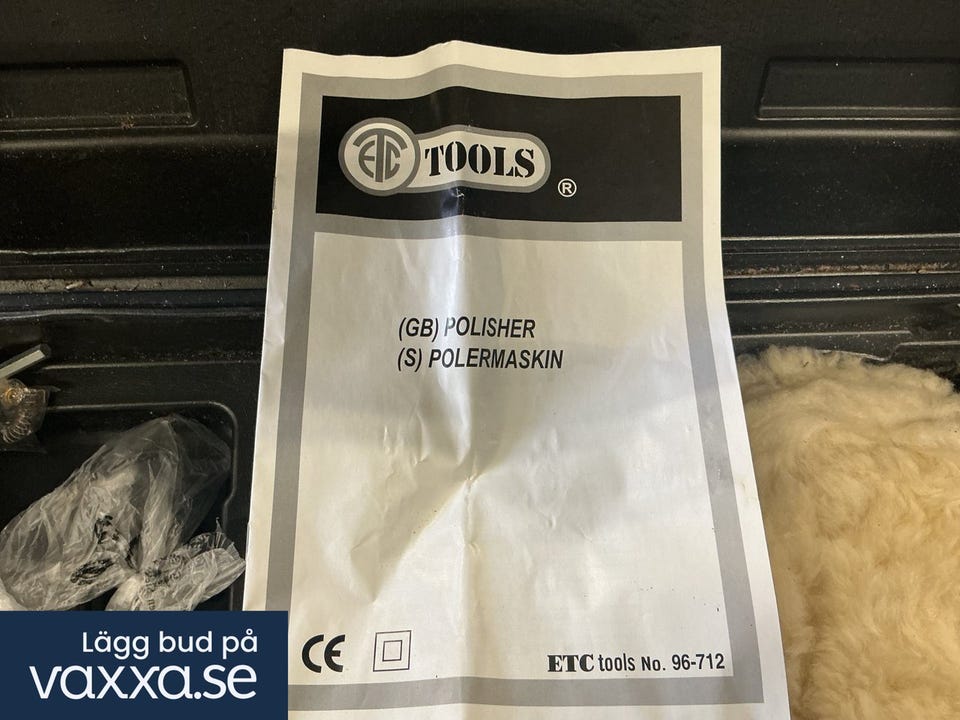 ETC TOOLS ®
(GB) POLISHER
(S) POLERMASKIN
CE
ETC tools No. 96-712
Lägg bud på
vaxxa.se